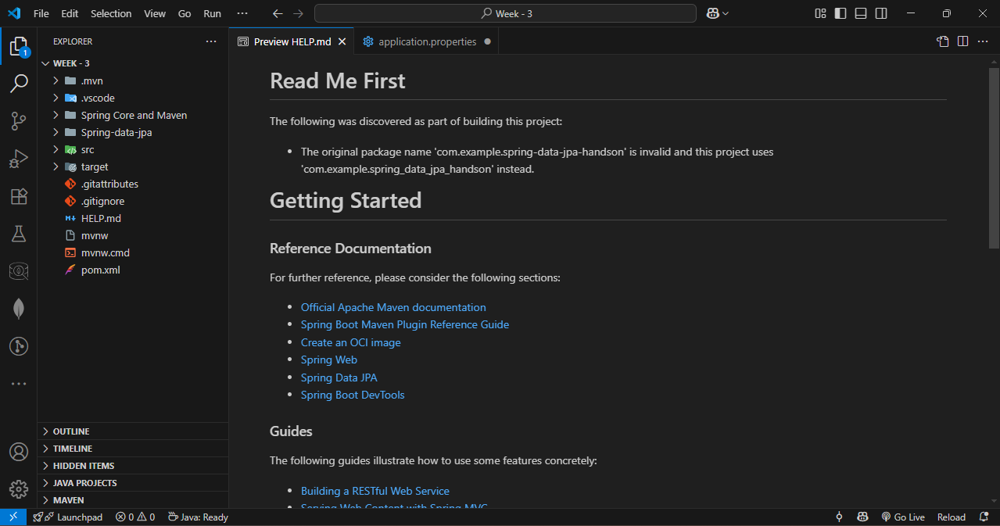 File Edit Selection View Go Run ··· Week - 3
EXPLORER ···
1
WEEK - 3
.mvn
.vscode
Spring Core and Maven
Spring-data-jpa
src
target
.gitattributes
.gitignore
HELP.md
mvnw
mvnw.cmd
pom.xml
OUTLINE
TIMELINE
HIDDEN ITEMS
JAVA PROJECTS
MAVEN
Preview HELP.md application.properties
Read Me First
The following was discovered as part of building this project:
• The original package name 'com.example.spring-data-jpa-handson' is invalid and this project uses
'com.example.spring_data_jpa_handson' instead.
Getting Started
Reference Documentation
For further reference, please consider the following sections:
• Official Apache Maven documentation
• Spring Boot Maven Plugin Reference Guide
• Create an OCI image
• Spring Web
• Spring Data JPA
• Spring Boot DevTools
Guides
The following guides illustrate how to use some features concretely:
• Building a RESTful Web Service
• Serving Web Content with Spring MVC
Launchpad 0 0 Java: Ready Go Live Reload